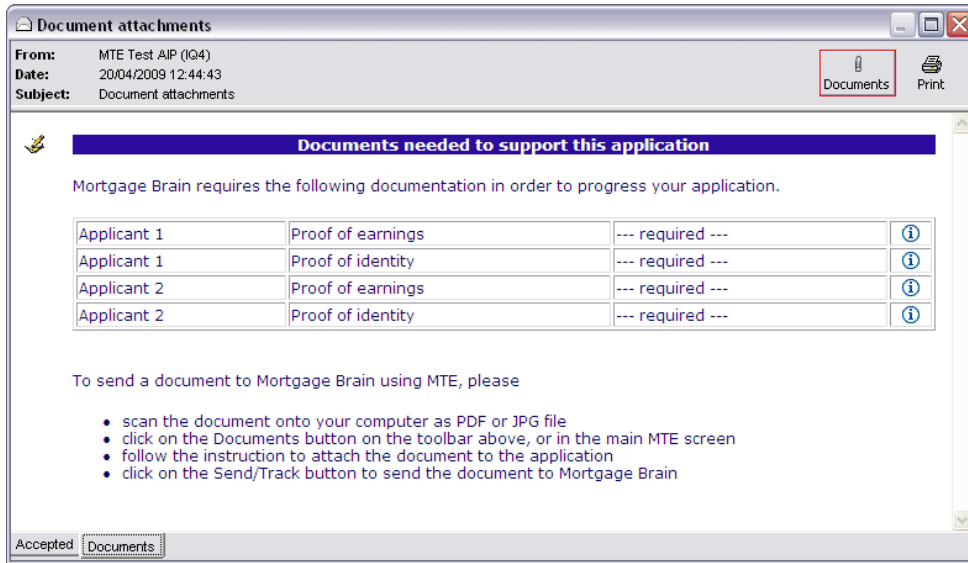 Document attachments
From: MTE Test AIP (IQ4)
Date: 20/04/2009 12:44:43
Subject: Document attachments
Documents Print
Documents needed to support this application
Mortgage Brain requires the following documentation in order to progress your application.
Applicant 1 Proof of earnings --- required ---
Applicant 1 Proof of identity --- required ---
Applicant 2 Proof of earnings --- required ---
Applicant 2 Proof of identity --- required ---
To send a document to Mortgage Brain using MTE, please
• scan the document onto your computer as PDF or JPG file
• click on the Documents button on the toolbar above, or in the main MTE screen
• follow the instruction to attach the document to the application
• click on the Send/Track button to send the document to Mortgage Brain
Accepted Documents